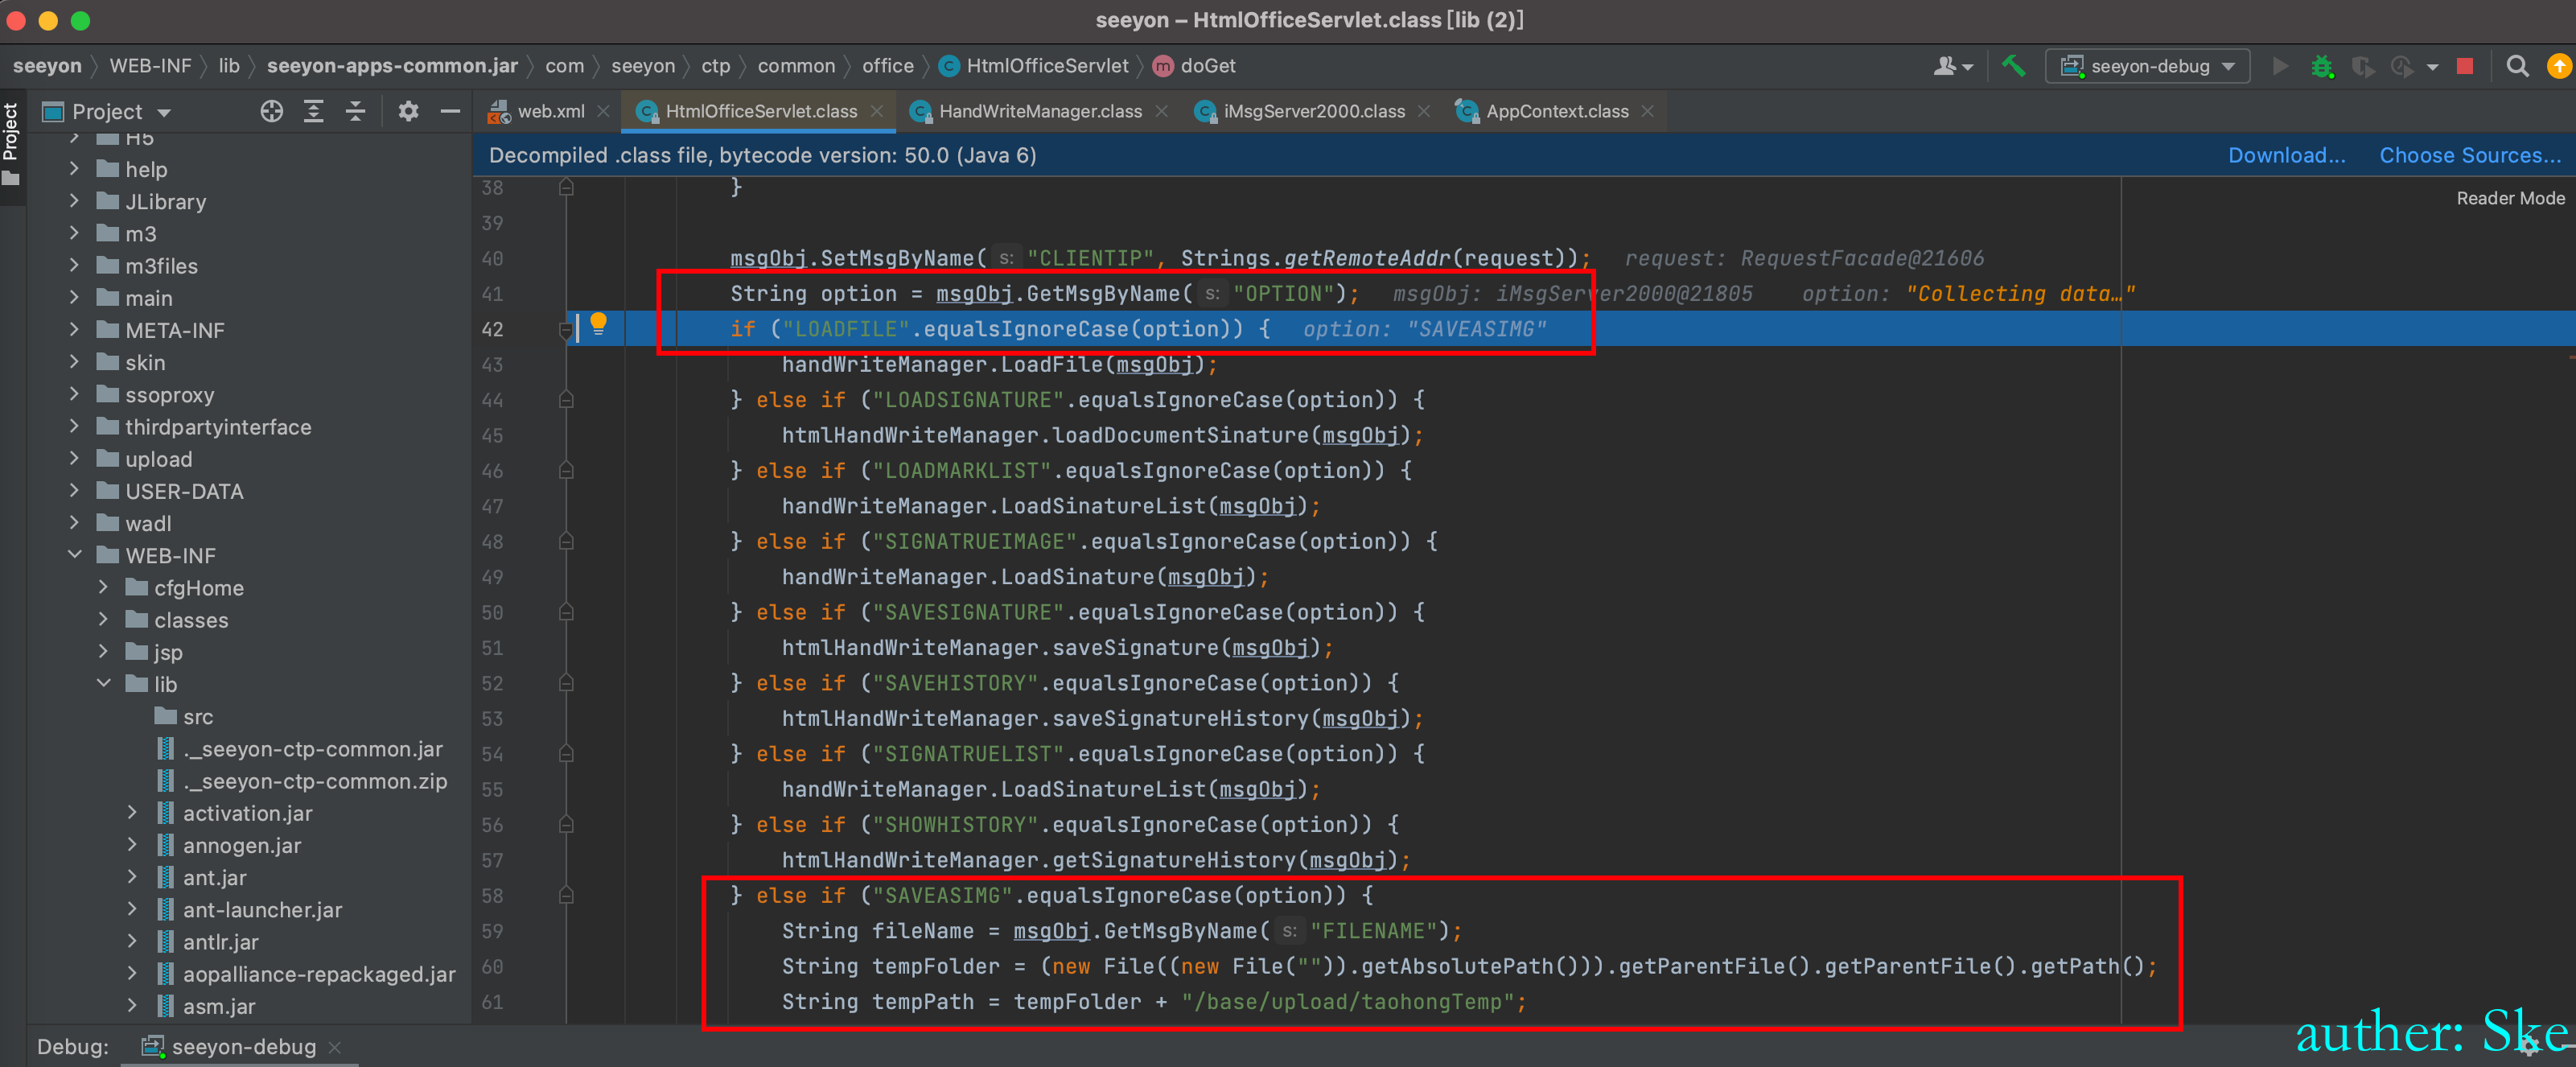 seeyon – HtmlOfficeServlet.class [lib (2)]
seeyon WEB-INF lib seeyon-apps-common.jar com seeyon ctp common office HtmlOfficeServlet doGet
seeyon-debug
Project
Project
web.xml HtmlOfficeServlet.class HandWriteManager.class iMsgServer2000.class AppContext.class
Decompiled .class file, bytecode version: 50.0 (Java 6) Download... Choose Sources...
Reader Mode
H5
help
JLibrary
m3
m3files
main
META-INF
skin
ssoproxy
thirdpartyinterface
upload
USER-DATA
wadl
WEB-INF
cfgHome
classes
jsp
lib
src
._seeyon-ctp-common.jar
._seeyon-ctp-common.zip
activation.jar
annogen.jar
ant.jar
ant-launcher.jar
antlr.jar
aopalliance-repackaged.jar
asm.jar
38 }
39
40 msgObj.SetMsgByName( s: "CLIENTIP", Strings.getRemoteAddr(request)); request: RequestFacade@21606
41 String option = msgObj.GetMsgByName( s: "OPTION"); msgObj: iMsgServer2000@21805 option: "Collecting data…"
42 if ("LOADFILE".equalsIgnoreCase(option)) { option: "SAVEASIMG"
43 handWriteManager.LoadFile(msgObj);
44 } else if ("LOADSIGNATURE".equalsIgnoreCase(option)) {
45 htmlHandWriteManager.loadDocumentSinature(msgObj);
46 } else if ("LOADMARKLIST".equalsIgnoreCase(option)) {
47 handWriteManager.LoadSinatureList(msgObj);
48 } else if ("SIGNATRUEIMAGE".equalsIgnoreCase(option)) {
49 handWriteManager.LoadSinature(msgObj);
50 } else if ("SAVESIGNATURE".equalsIgnoreCase(option)) {
51 htmlHandWriteManager.saveSignature(msgObj);
52 } else if ("SAVEHISTORY".equalsIgnoreCase(option)) {
53 htmlHandWriteManager.saveSignatureHistory(msgObj);
54 } else if ("SIGNATRUELIST".equalsIgnoreCase(option)) {
55 handWriteManager.LoadSinatureList(msgObj);
56 } else if ("SHOWHISTORY".equalsIgnoreCase(option)) {
57 htmlHandWriteManager.getSignatureHistory(msgObj);
58 } else if ("SAVEASIMG".equalsIgnoreCase(option)) {
59 String fileName = msgObj.GetMsgByName( s: "FILENAME");
60 String tempFolder = (new File((new File("")).getAbsolutePath())).getParentFile().getParentFile().getPath();
61 String tempPath = tempFolder + "/base/upload/taohongTemp";
Debug: seeyon-debug
auther: Ske